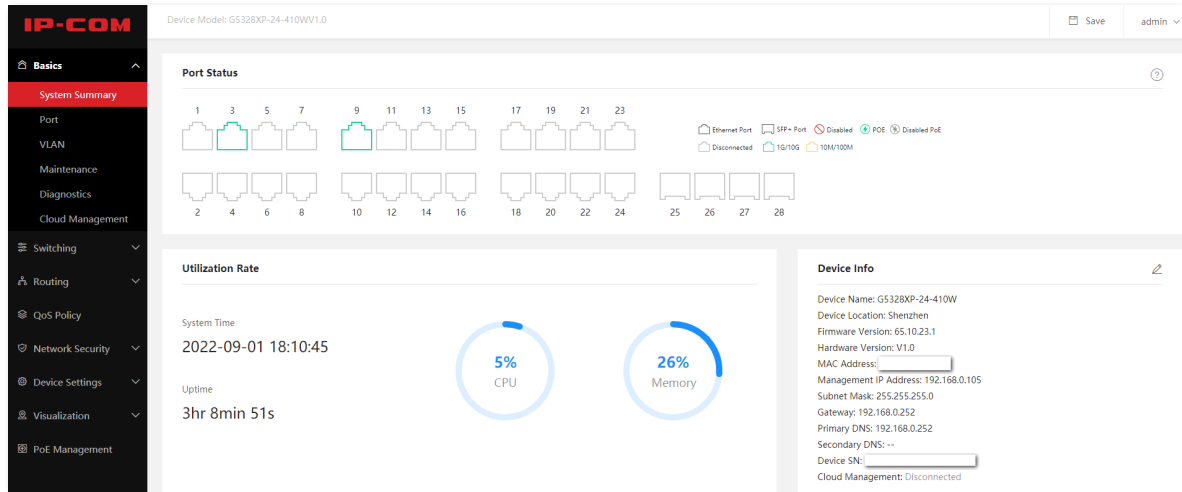 IP-COM
Device Model: G5328XP-24-410WV1.0
Save
admin
Basics
System Summary
Port
VLAN
Maintenance
Diagnostics
Cloud Management
Switching
Routing
QoS Policy
Network Security
Device Settings
Visualization
PoE Management
Port Status
1 3 5 7 9 11 13 15 17 19 21 23
Ethernet Port SFP+ Port Disabled POE Disabled PoE
Disconnected 1G/10G 10M/100M
2 4 6 8 10 12 14 16 18 20 22 24 25 26 27 28
Utilization Rate
System Time
2022-09-01 18:10:45
Uptime
3hr 8min 51s
5%
CPU
26%
Memory
Device Info
Device Name: G5328XP-24-410W
Device Location: Shenzhen
Firmware Version: 65.10.23.1
Hardware Version: V1.0
MAC Address:
Management IP Address: 192.168.0.105
Subnet Mask: 255.255.255.0
Gateway: 192.168.0.252
Primary DNS: 192.168.0.252
Secondary DNS: --
Device SN:
Cloud Management: Disconnected